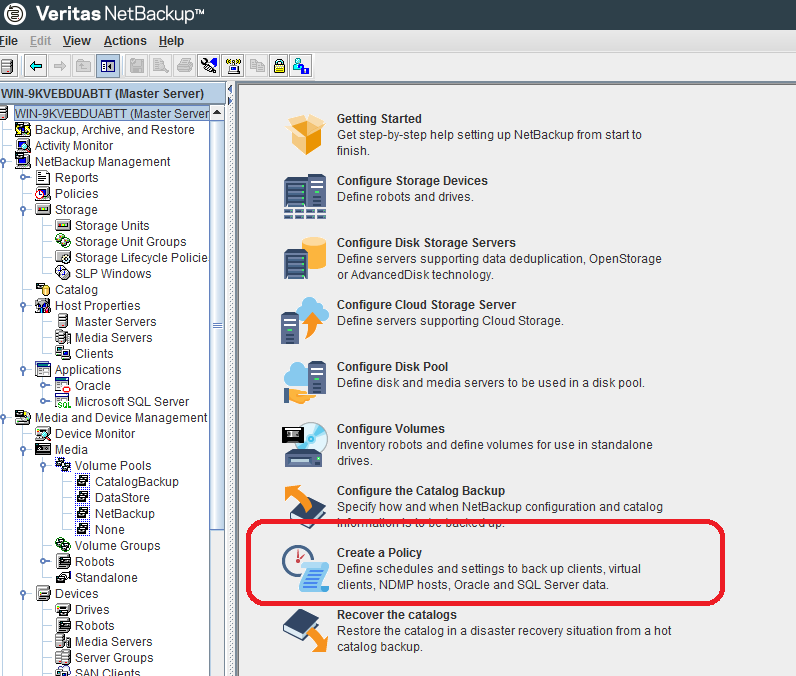 Veritas NetBackup™
File Edit View Actions Help
WIN-9KVEBDUABTT (Master Server)
WIN-9KVEBDUABTT (Master Server
Backup, Archive, and Restore
Activity Monitor
NetBackup Management
Reports
Policies
Storage
Storage Units
Storage Unit Groups
Storage Lifecycle Policie
SLP Windows
Catalog
Host Properties
Master Servers
Media Servers
Clients
Applications
Oracle
Microsoft SQL Server
Media and Device Management
Device Monitor
Media
Volume Pools
CatalogBackup
DataStore
NetBackup
None
Volume Groups
Robots
Standalone
Devices
Drives
Robots
Media Servers
Server Groups
SAN Clients
Getting Started
Get step-by-step help setting up NetBackup from start to
finish.
Configure Storage Devices
Define robots and drives.
Configure Disk Storage Servers
Define servers supporting data deduplication, OpenStorage
or AdvancedDisk technology.
Configure Cloud Storage Server
Define servers supporting Cloud Storage.
Configure Disk Pool
Define disk and media servers to be used in a disk pool.
Configure Volumes
Inventory robots and define volumes for use in standalone
drives.
Configure the Catalog Backup
Specify how and when NetBackup configuration and catalog
information is to be backed up.
Create a Policy
Define schedules and settings to back up clients, virtual
clients, NDMP hosts, Oracle and SQL Server data.
Recover the catalogs
Restore the catalog in a disaster recovery situation from a hot
catalog backup.